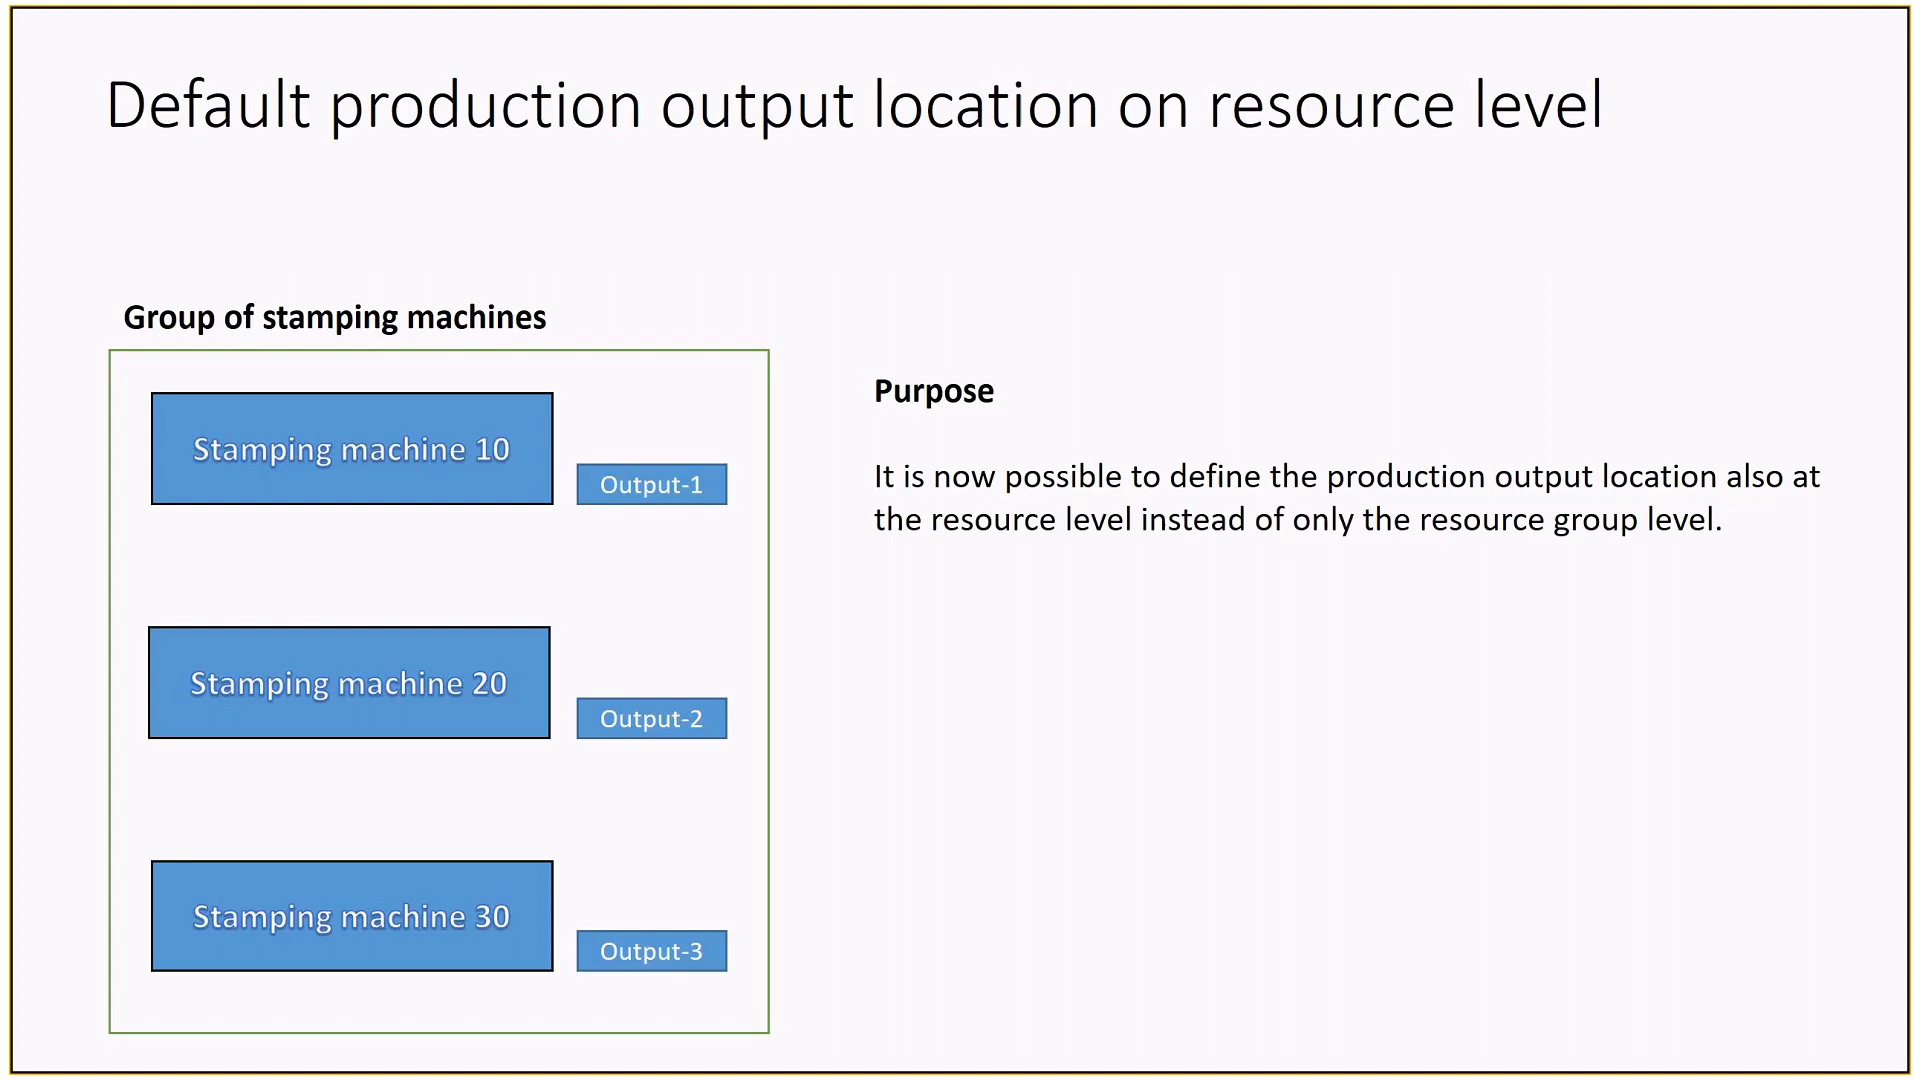 Default production output location on resource level
Group of stamping machines
Stamping machine 10
Output-1
Stamping machine 20
Output-2
Stamping machine 30
Output-3
Purpose
It is now possible to define the production output location also at
the resource level instead of only the resource group level.